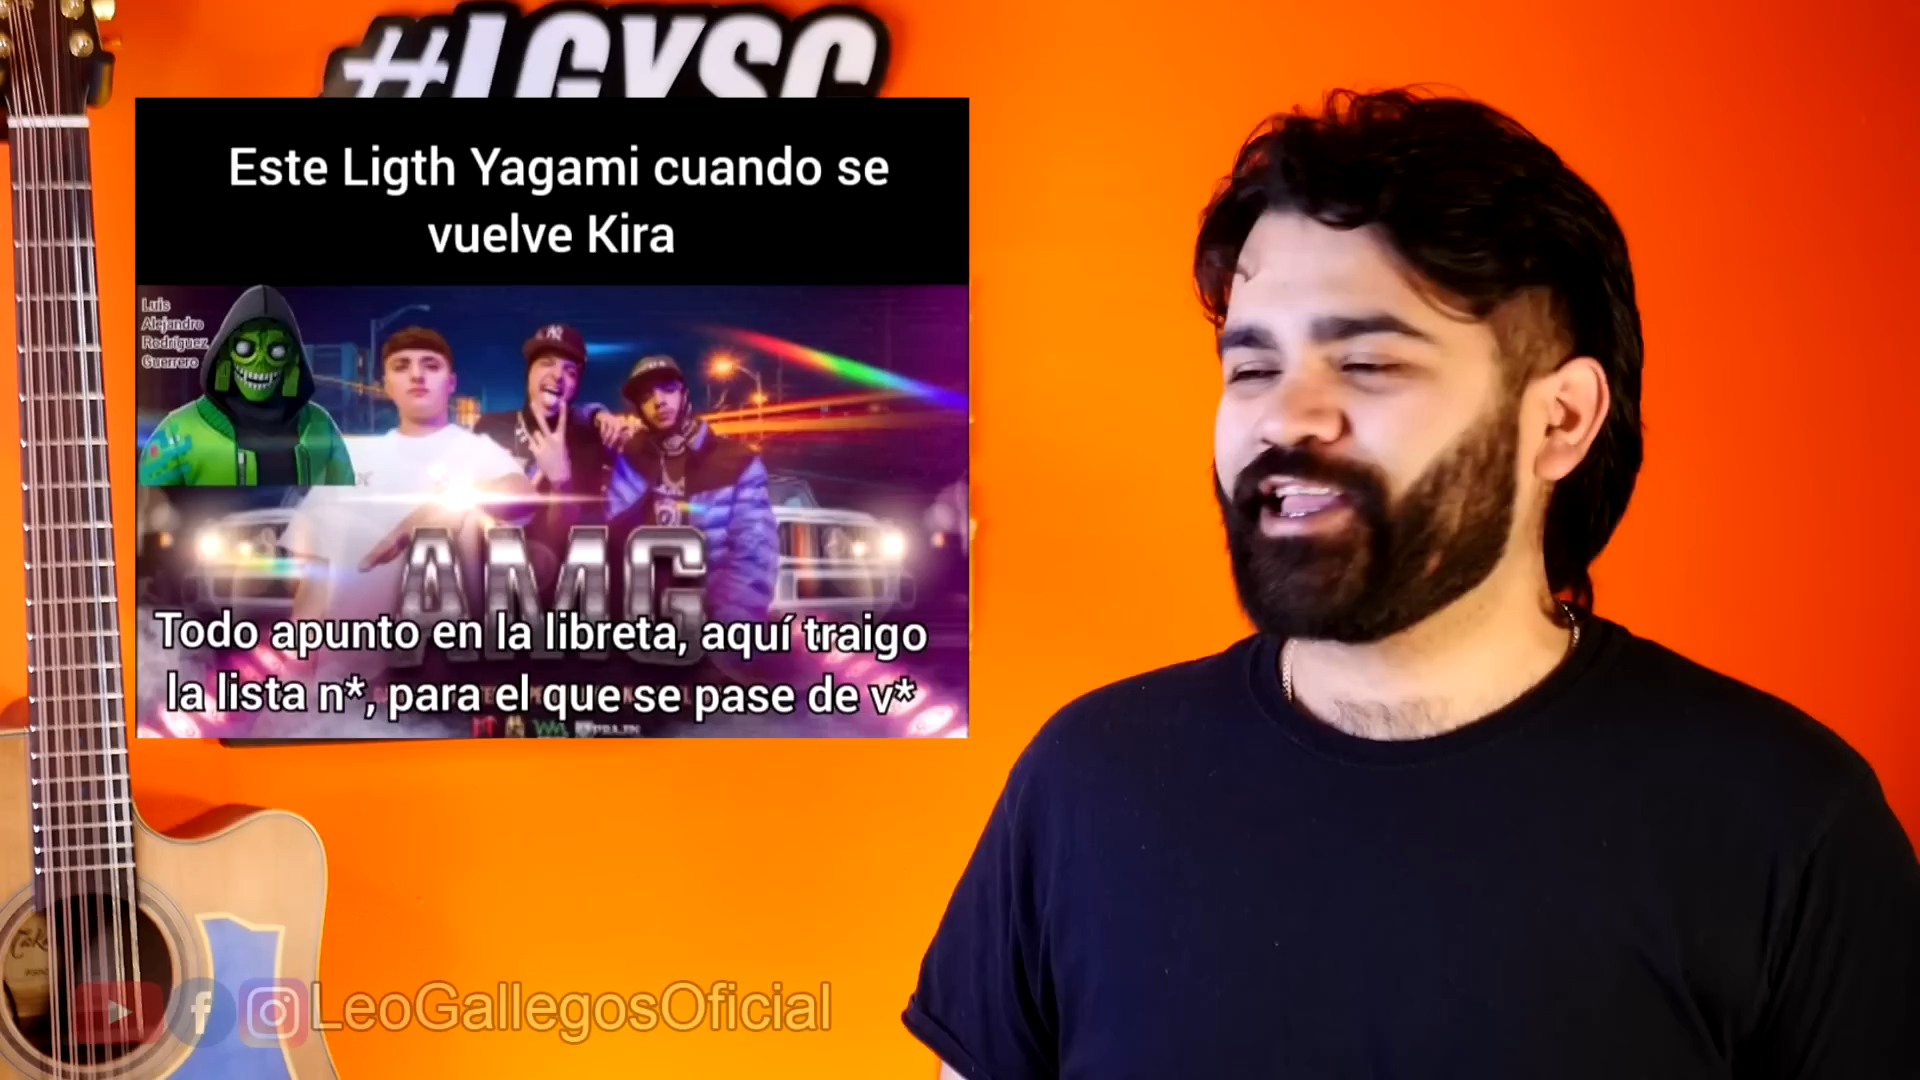 #LGYSC
Este Ligth Yagami cuando se
vuelve Kira
Luis
Alejandro
Rodríguez
Guerrero
AMG
Todo apunto en la libreta, aquí traigo
la lista n*, para el que se pase de v*
LeoGallegosOficial